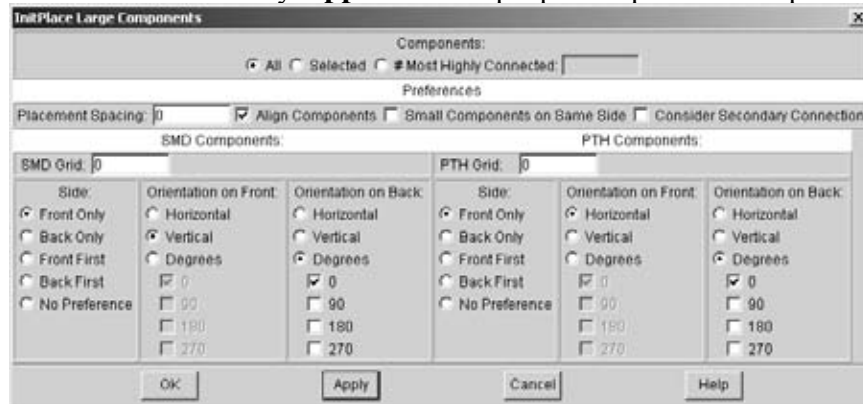 InitPlace Large Components
Components:
All Selected # Most Highly Connected:
Preferences
Placement Spacing: 0 Align Components Small Components on Same Side Consider Secondary Connection
SMD Components: PTH Components:
SMD Grid: 0 PTH Grid: 0
Side: Orientation on Front: Orientation on Back: Side: Orientation on Front: Orientation on Back:
Front Only Horizontal Horizontal Front Only Horizontal Horizontal
Back Only Vertical Vertical Back Only Vertical Vertical
Front First Degrees Degrees Front First Degrees Degrees
Back First 0 0 Back First 0 0
No Preference 90 90 No Preference 90 90
180 180 180 180
270 270 270 270
OK Apply Cancel Help